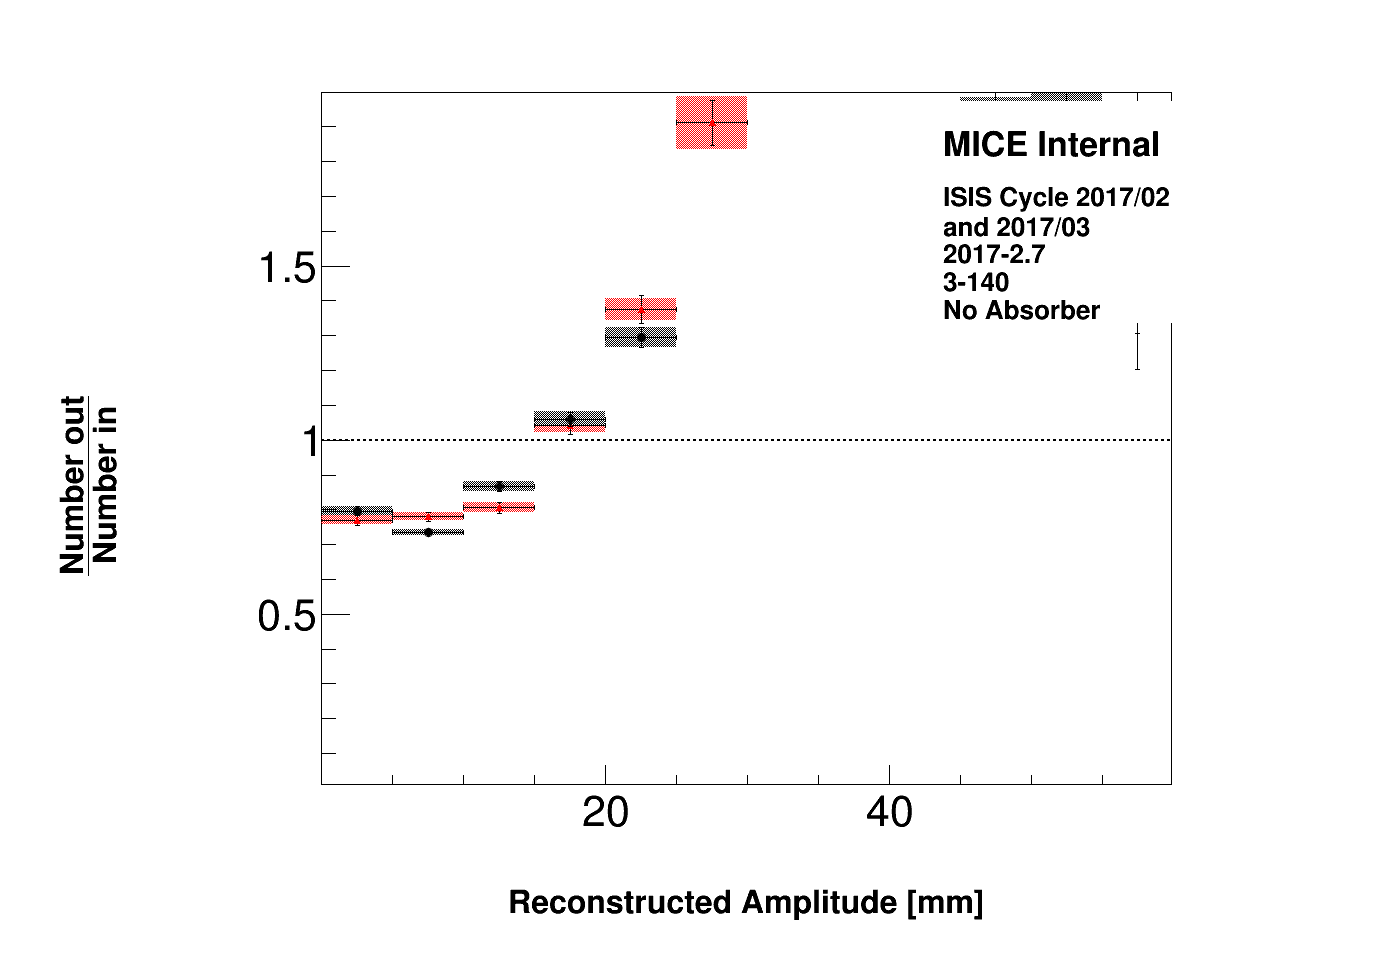 MICE Internal
ISIS Cycle 2017/02
and 2017/03
2017-2.7
3-140
No Absorber
1.5
1
0.5
Number out
Number in
20 40
Reconstructed Amplitude [mm]